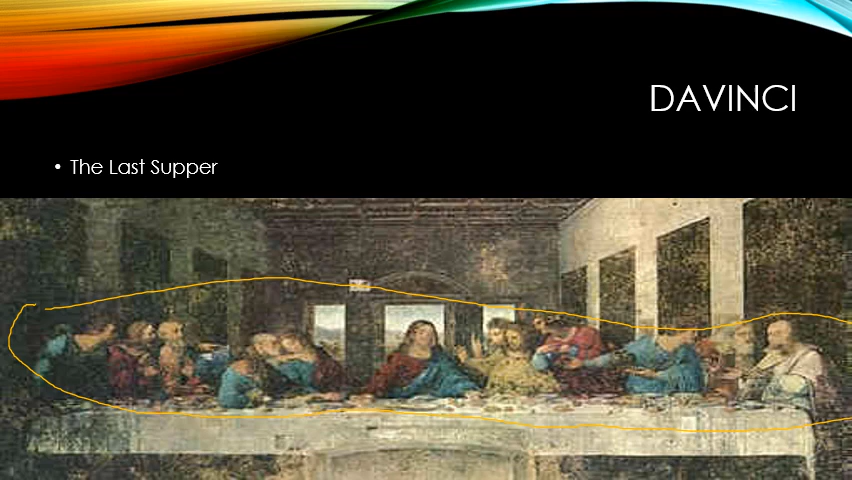 DAVINCI
• The Last Supper